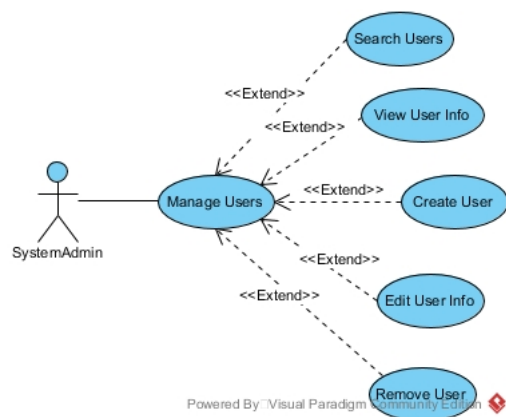 Search Users
<<Extend>>
View User Info
<<Extend>>
<<Extend>>
Manage Users
Create User
SystemAdmin
<<Extend>>
Edit User Info
<<Extend>>
Remove User
Powered By Visual Paradigm Community Edition